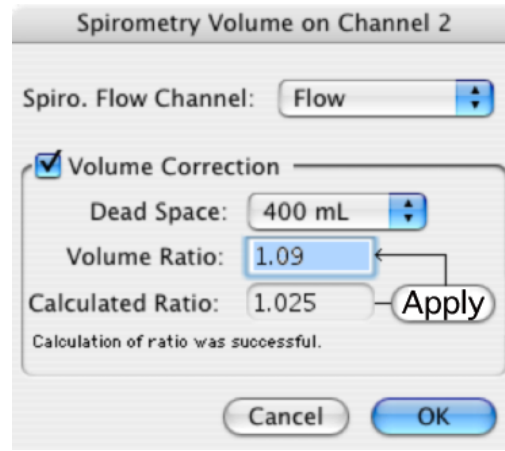 Spirometry Volume on Channel 2
Spiro. Flow Channel: Flow
Volume Correction
Dead Space: 400 mL
Volume Ratio: 1.09
Calculated Ratio: 1.025 Apply
Calculation of ratio was successful.
Cancel OK